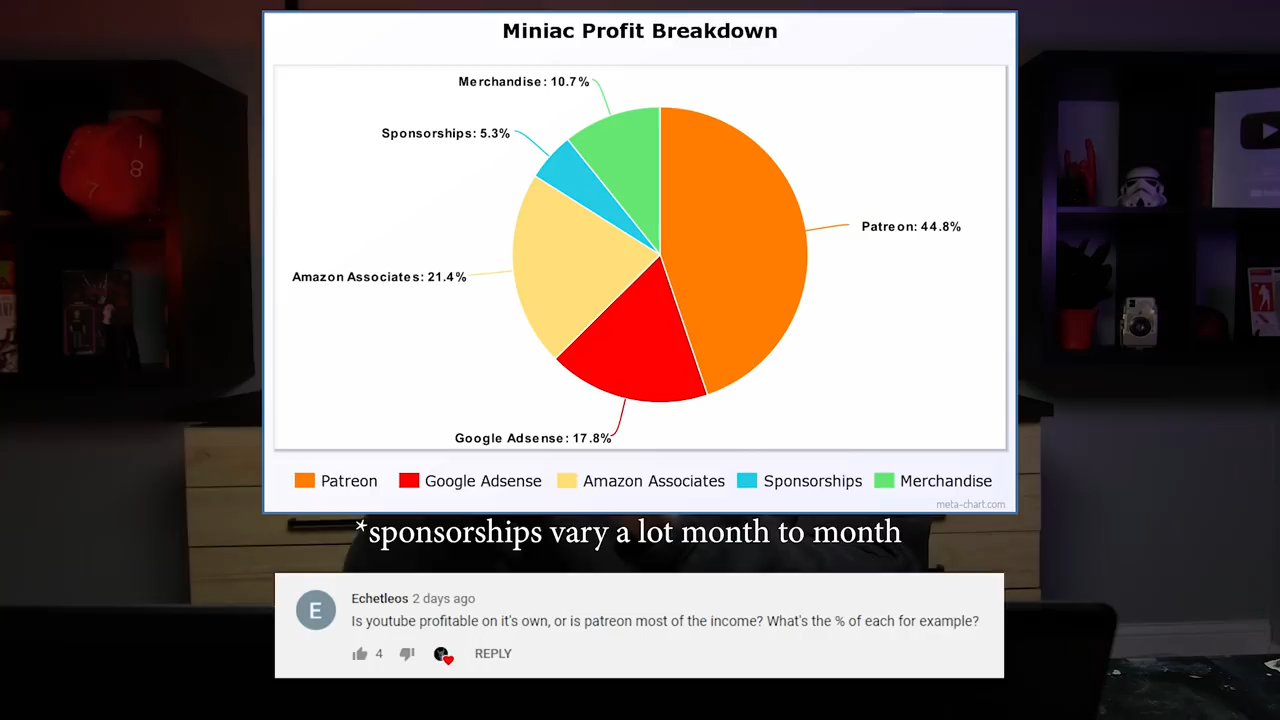 Miniac Profit Breakdown
Merchandise: 10.7%
Sponsorships: 5.3%
Patreon: 44.8%
Amazon Associates: 21.4%
Google Adsense: 17.8%
Patreon Google Adsense Amazon Associates Sponsorships Merchandise
meta-chart.com
*sponsorships vary a lot month to month
E
Echetleos 2 days ago
Is youtube profitable on it's own, or is patreon most of the income? What's the % of each for example?
4 REPLY
1
8
7